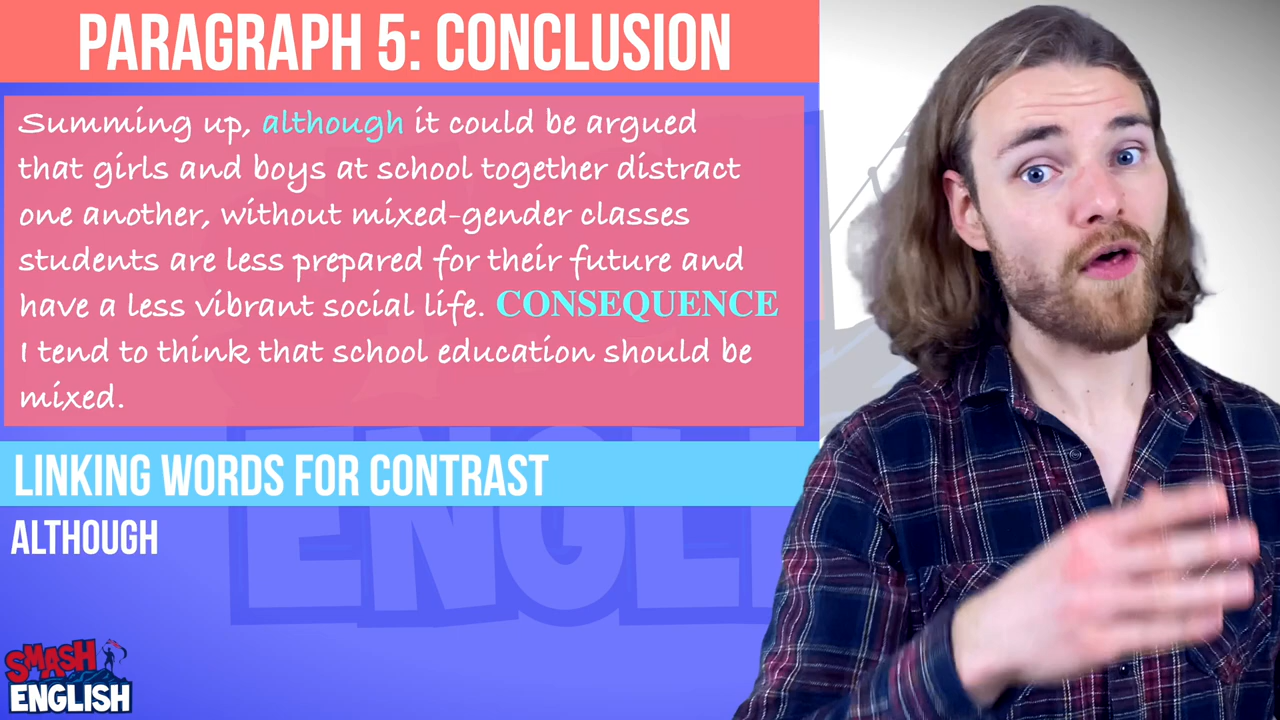 PARAGRAPH 5: CONCLUSION
Summing up, although it could be argued
that girls and boys at school together distract
one another, without mixed-gender classes
students are less prepared for their future and
have a less vibrant social life. CONSEQUENCE
I tend to think that school education should be
mixed.
LINKING WORDS FOR CONTRAST
ALTHOUGH
SMASH
ENGLISH